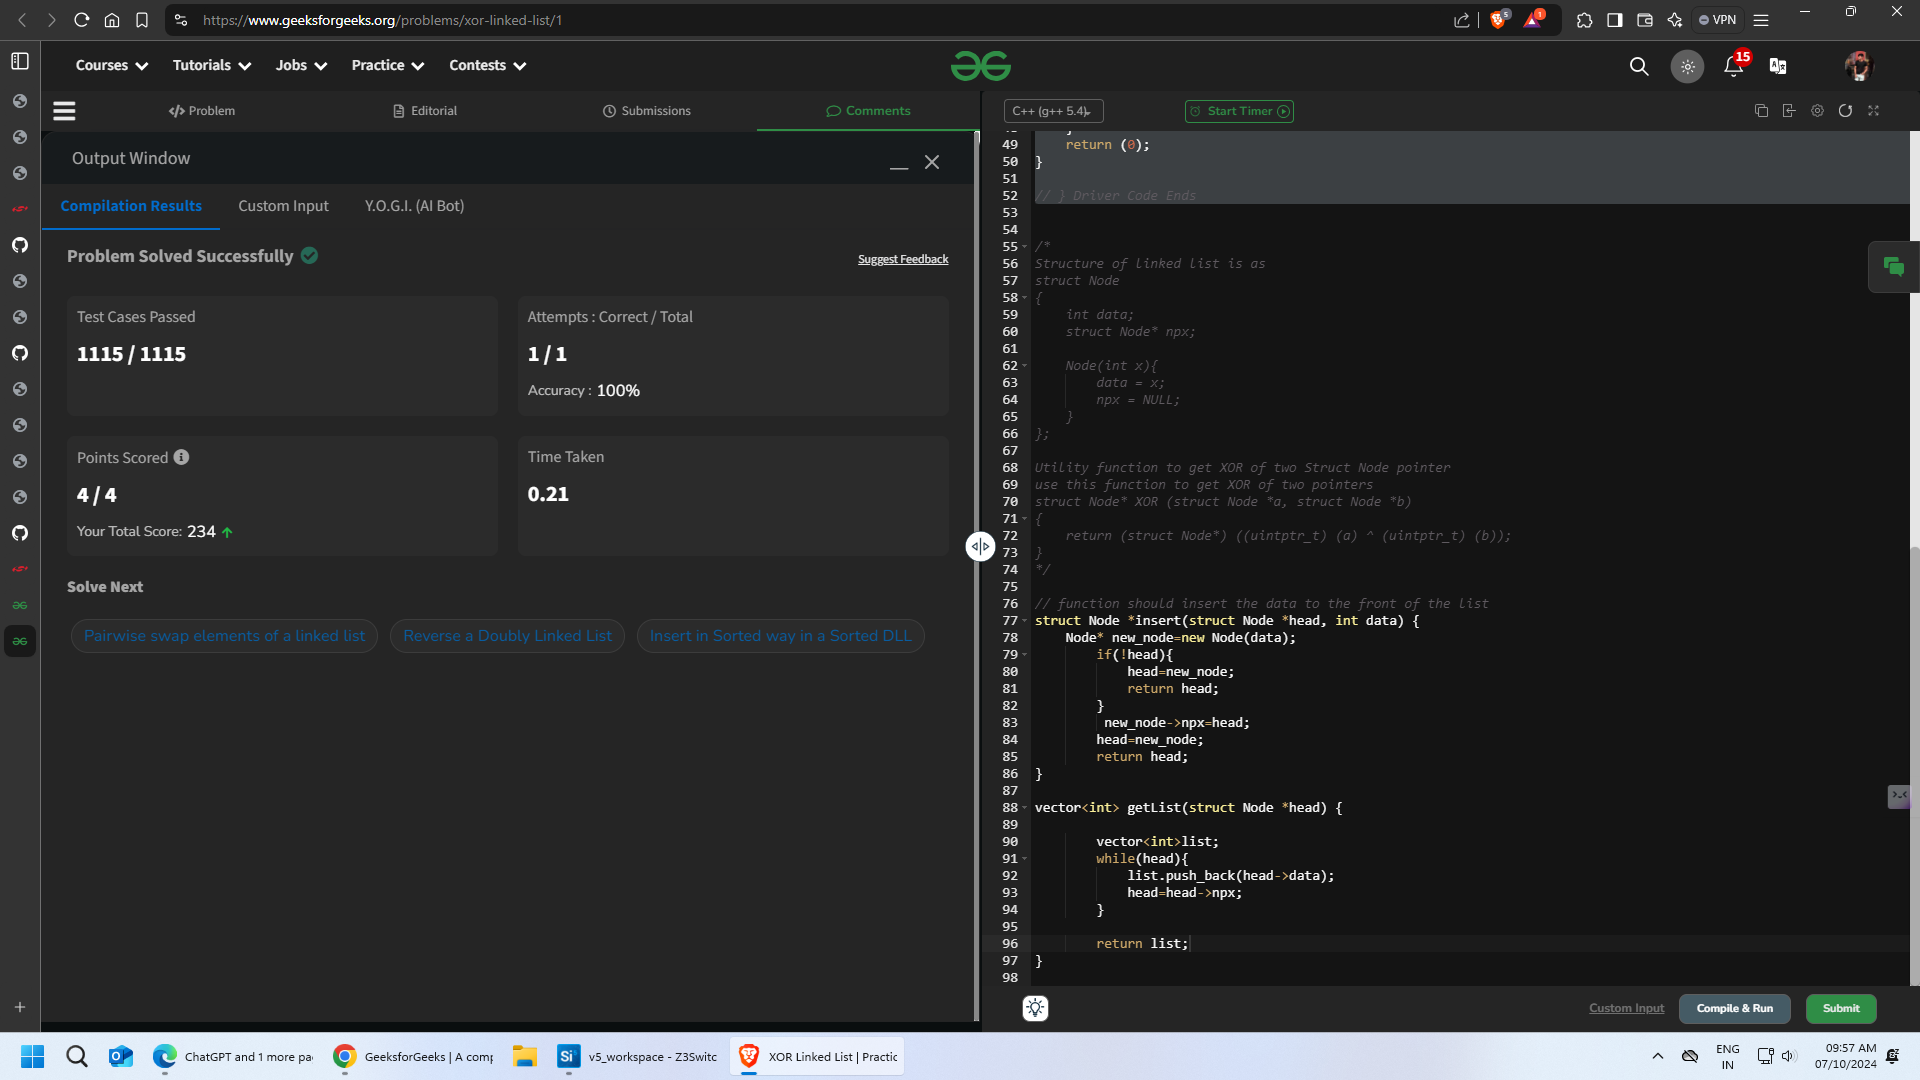 https://www.geeksforgeeks.org/problems/xor-linked-list/1
5
1
VPN
Courses
Tutorials
Jobs
Practice
Contests
15
</> Problem
Editorial
Submissions
Comments
C++ (g++ 5.4)
Start Timer
Output Window
Compilation Results
Custom Input
Y.O.G.I. (AI Bot)
Problem Solved Successfully
Suggest Feedback
Test Cases Passed
1115 / 1115
Attempts : Correct / Total
1 / 1
Accuracy : 100%
Points Scored
4 / 4
Your Total Score: 234
Time Taken
0.21
Solve Next
Pairwise swap elements of a linked list
Reverse a Doubly Linked List
Insert in Sorted way in a Sorted DLL
49 return (0);
50 }
51
52 // } Driver Code Ends
53
54
55 /*
56 Structure of linked list is as
57 struct Node
58 {
59 int data;
60 struct Node* npx;
61
62 Node(int x){
63 data = x;
64 npx = NULL;
65 }
66 };
67
68 Utility function to get XOR of two Struct Node pointer
69 use this function to get XOR of two pointers
70 struct Node* XOR (struct Node *a, struct Node *b)
71 {
72 return (struct Node*) ((uintptr_t) (a) ^ (uintptr_t) (b));
73 }
74 */
75
76 // function should insert the data to the front of the list
77 struct Node *insert(struct Node *head, int data) {
78 Node* new_node=new Node(data);
79 if(!head){
80 head=new_node;
81 return head;
82 }
83 new_node->npx=head;
84 head=new_node;
85 return head;
86 }
87
88 vector<int> getList(struct Node *head) {
89
90 vector<int>list;
91 while(head){
92 list.push_back(head->data);
93 head=head->npx;
94 }
95
96 return list;
97 }
98
Custom Input
Compile & Run
Submit
ChatGPT and 1 more pa
GeeksforGeeks | A comp
Si
v5_workspace - Z3Switc
XOR Linked List | Practic
ENG
IN
09:57 AM
07/10/2024